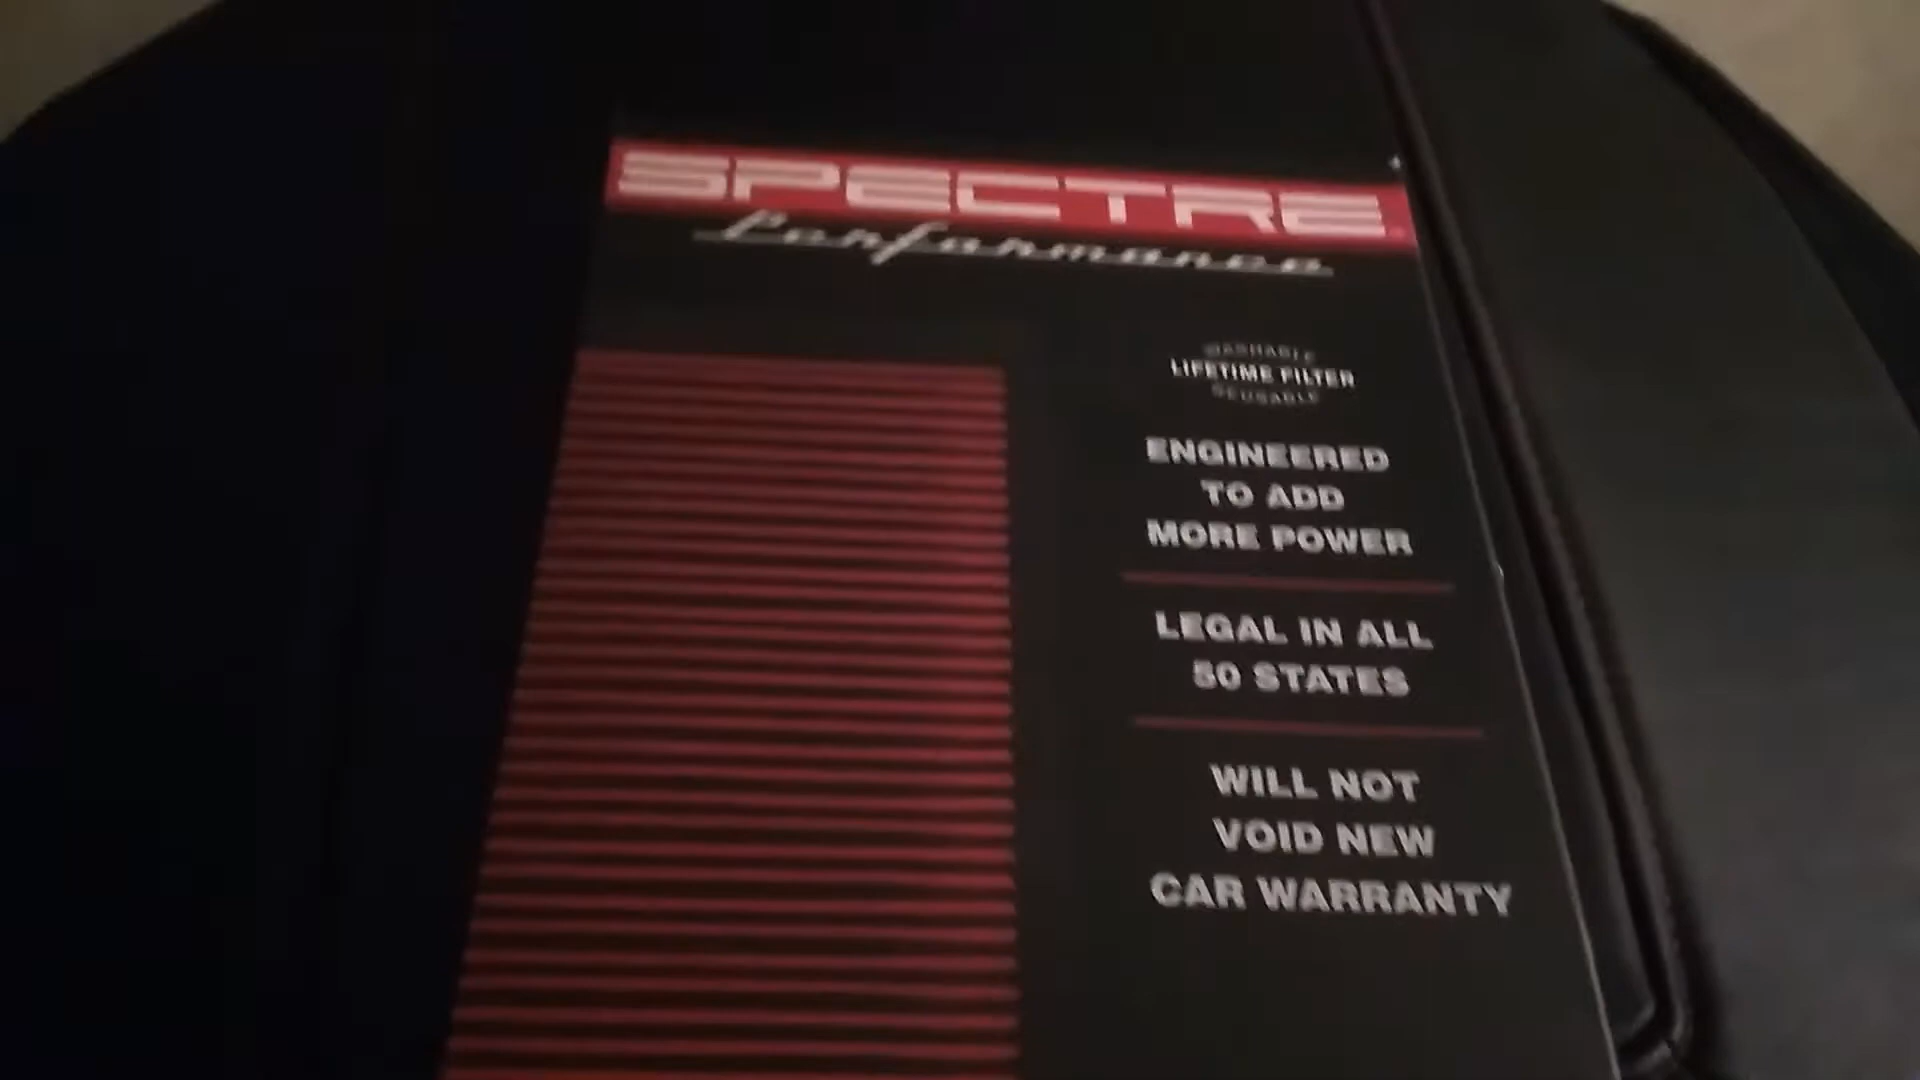 SPECTRE
Performance
WASHABLE
LIFETIME FILTER
REUSABLE
ENGINEERED
TO ADD
MORE POWER
LEGAL IN ALL
50 STATES
WILL NOT
VOID NEW
CAR WARRANTY